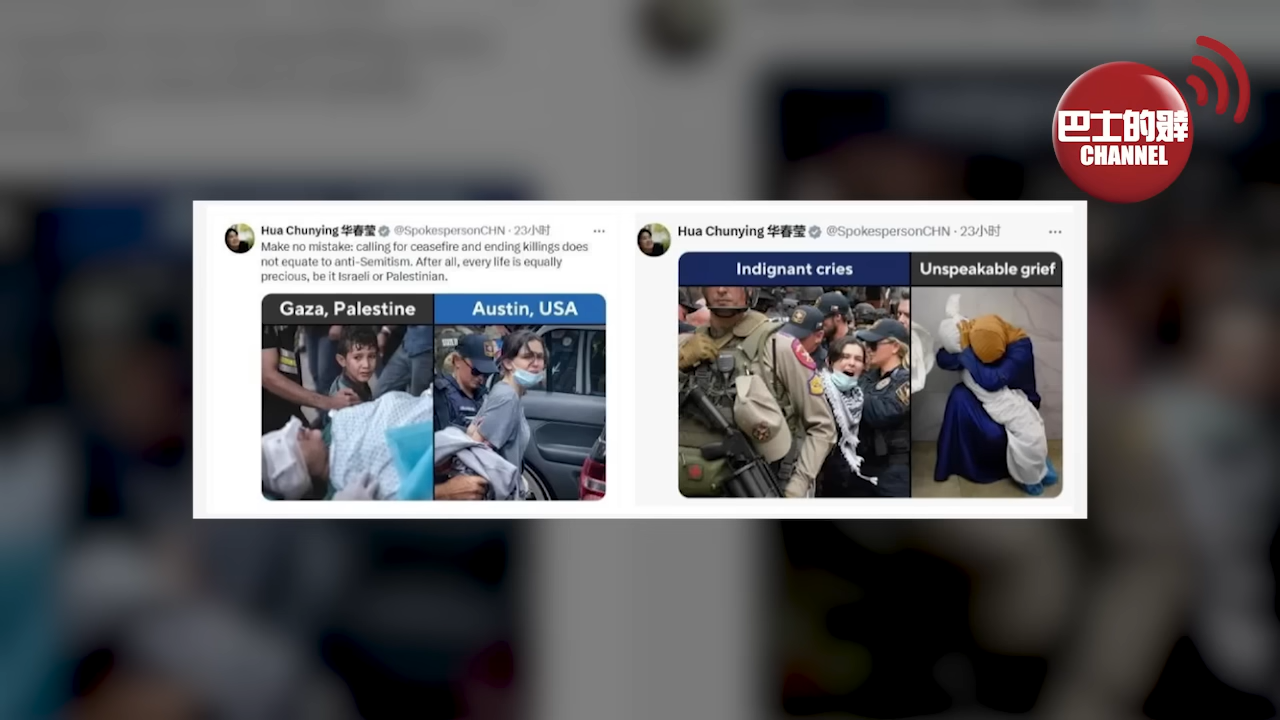 巴士的報
CHANNEL
Hua Chunying 华春莹 @SpokespersonCHN · 23小时
Make no mistake: calling for ceasefire and ending killings does
not equate to anti-Semitism. After all, every life is equally
precious, be it Israeli or Palestinian.
Gaza, Palestine
Austin, USA
Hua Chunying 华春莹 @SpokespersonCHN · 23小时
Indignant cries
Unspeakable grief